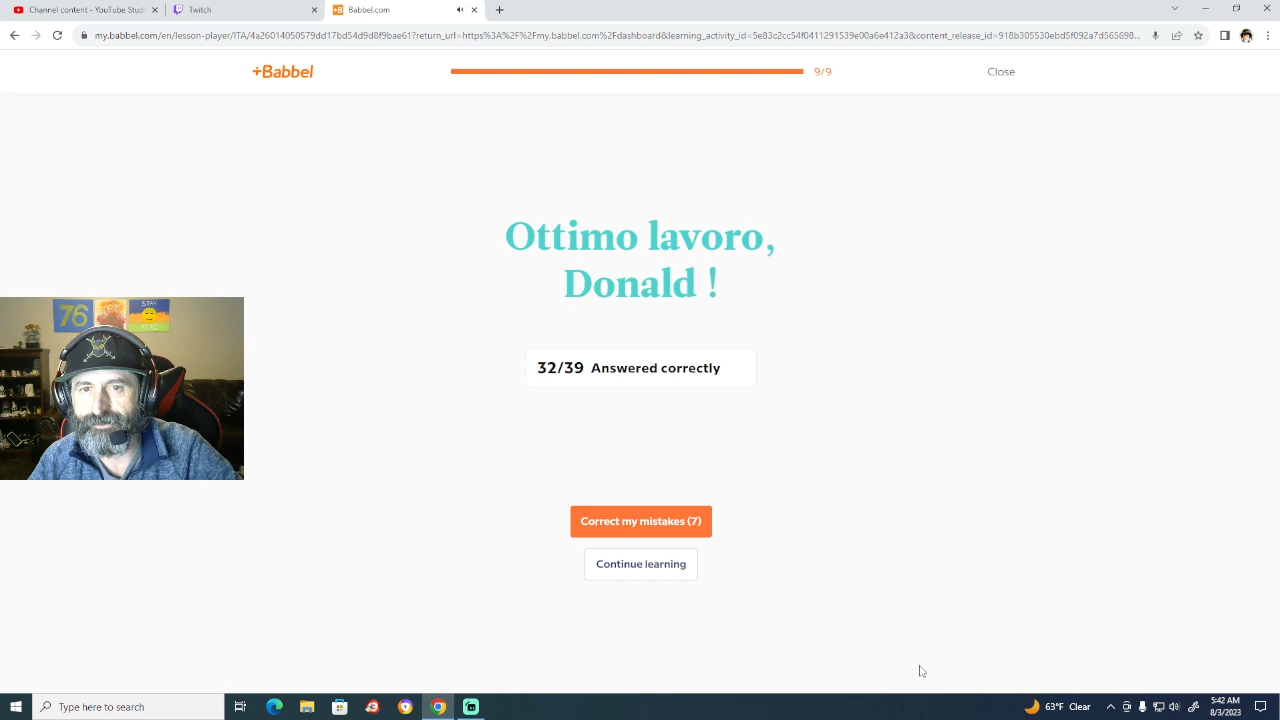 Channel content - YouTube Stud
Twitch
Babbel.com
my.babbel.com/en/lesson-player/ITA/4a26014050579dd17bd54d9d8f9bae61?return_url=https%3A%2F%2Fmy.babbel.com%2Fdashboard&learning_activity_id=5e83c2cc54f0411291539e00a6e412a3&content_release_id=918b305530ebd5f092a7d565698...
+Babbel
9/9
Close
Ottimo lavoro,
Donald !
32/39 Answered correctly
76
STAY
Correct my mistakes (7)
Continue learning
Type here to search
63°F Clear
5:42 AM
8/3/2023